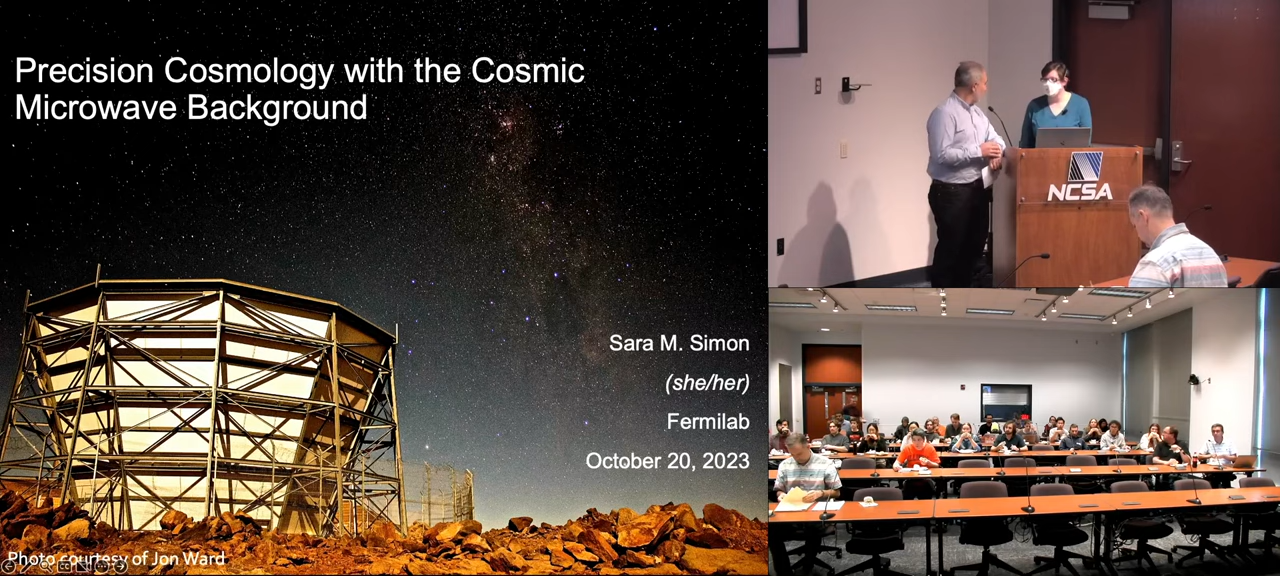 Precision Cosmology with the Cosmic
Microwave Background
Sara M. Simon
(she/her)
Fermilab
October 20, 2023
Photo courtesy of Jon Ward
NCSA